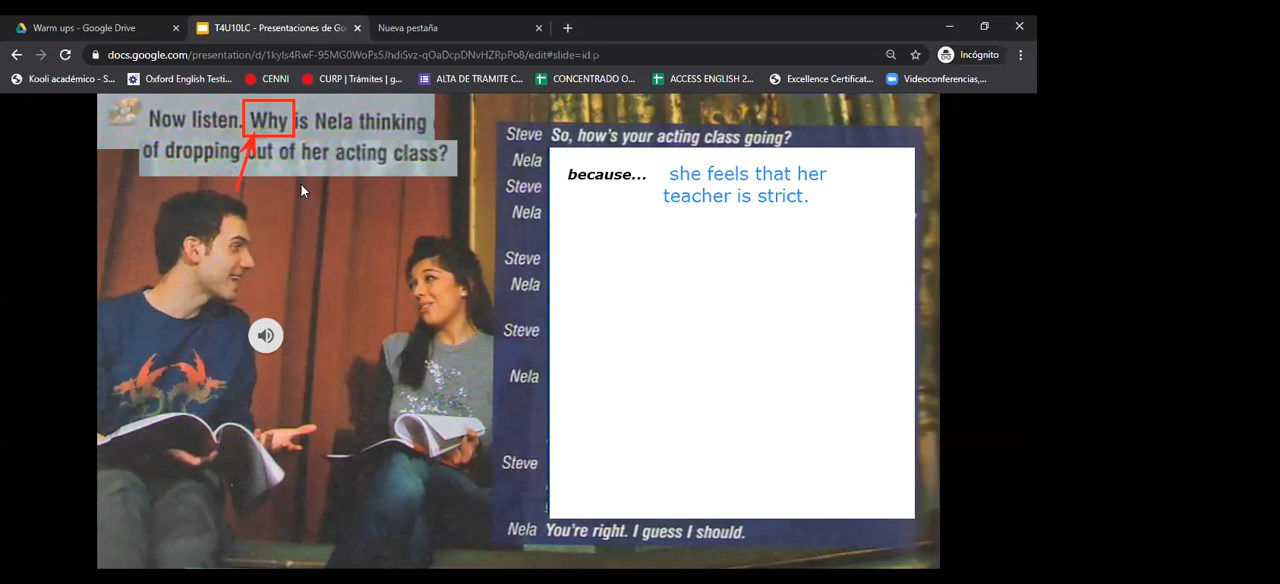 Warm ups - Google Drive
T4U10LC - Presentaciones de Go
Nueva pestaña
docs.google.com/presentation/d/1kyls4RwF-95MG0WoPs5JhdiSvz-qOaDcpDNvHZRpPo8/edit#slide=id.p
Incógnito
Kooli académico - S...
Oxford English Testi...
CENNI
CURP | Trámites | g...
ALTA DE TRAMITE C...
CONCENTRADO O...
ACCESS ENGLISH 2...
Excellence Certificat...
Videoconferencias,...
Now listen. Why is Nela thinking
of dropping out of her acting class?
Steve So, how's your acting class going?
Nela
because... she feels that her
teacher is strict.
Steve
Nela
Steve
Nela
Steve
Nela
Steve
Nela You're right. I guess I should.